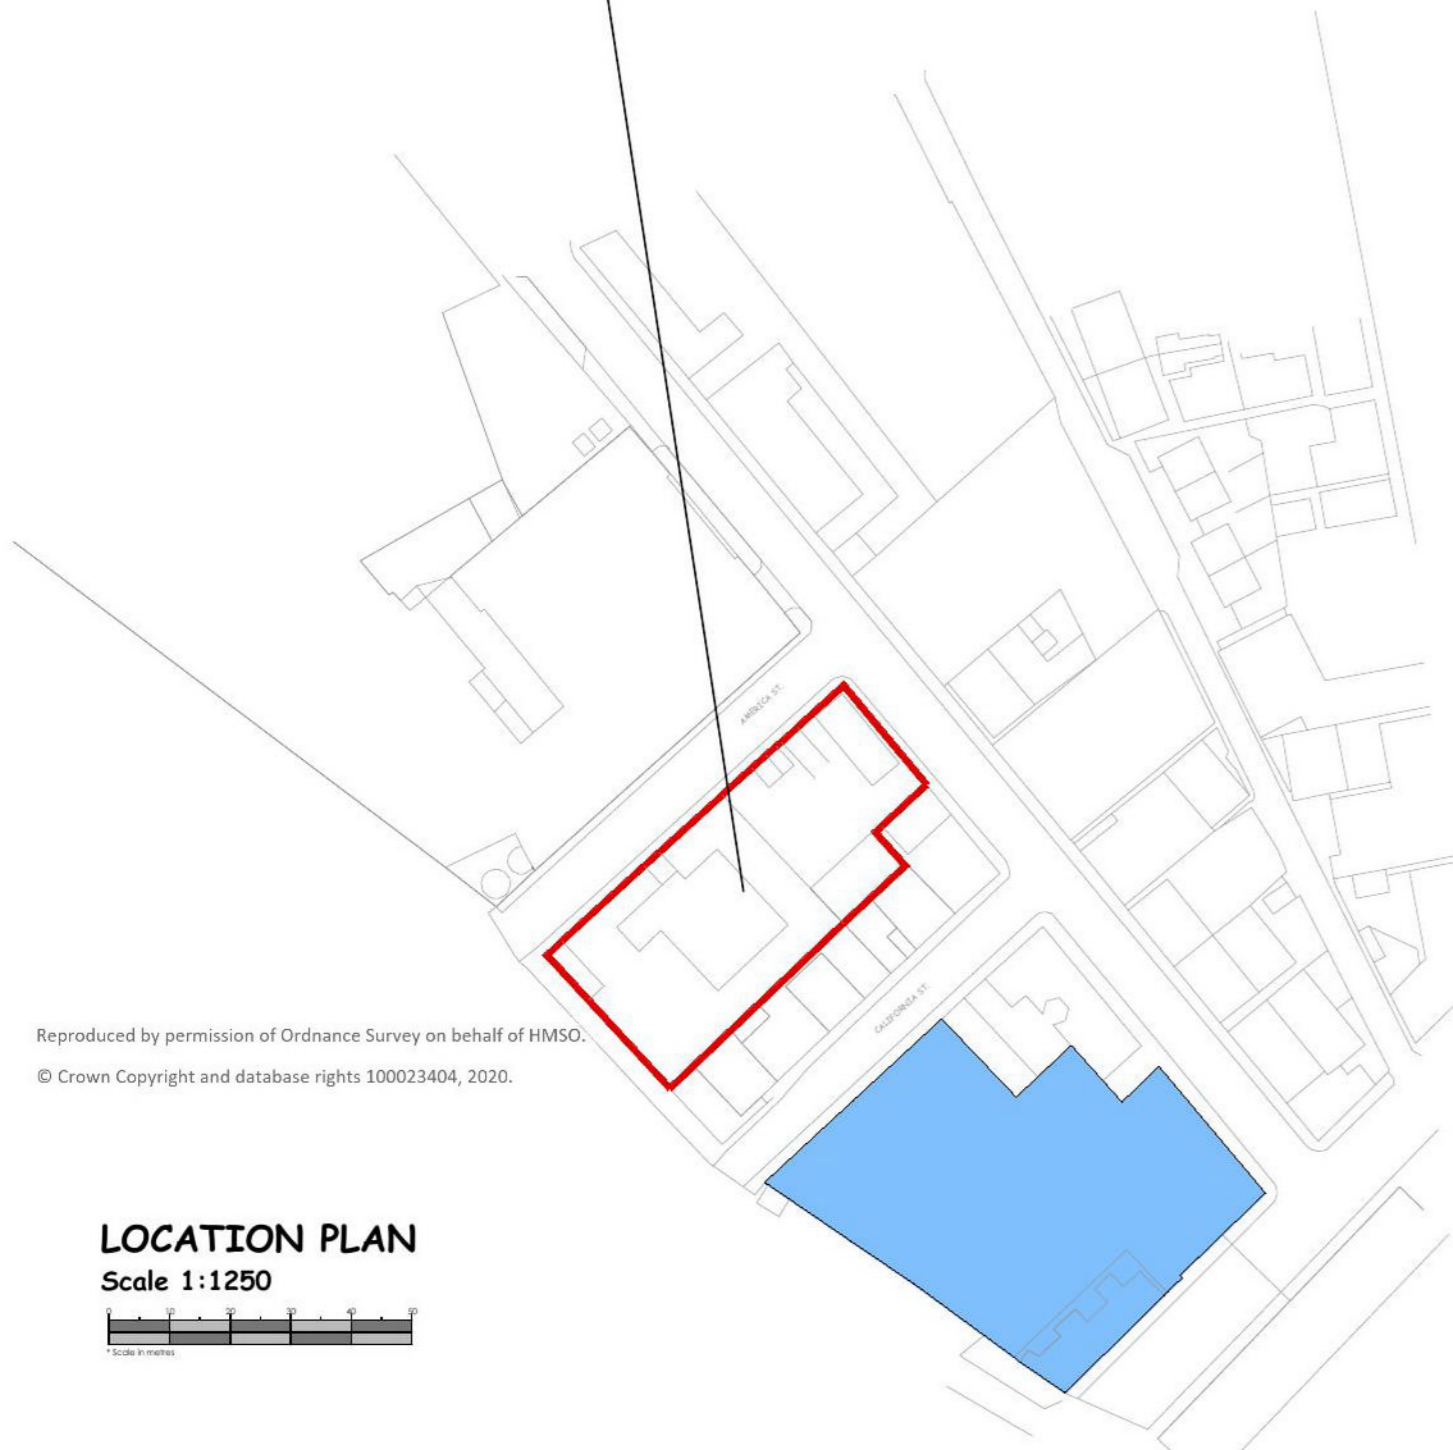 AMERICA ST.
CALIFORNIA ST.
Reproduced by permission of Ordnance Survey on behalf of HMSO.
© Crown Copyright and database rights 100023404, 2020.
LOCATION PLAN
Scale 1:1250
0 10 20 30 40 50
* Scale in metres